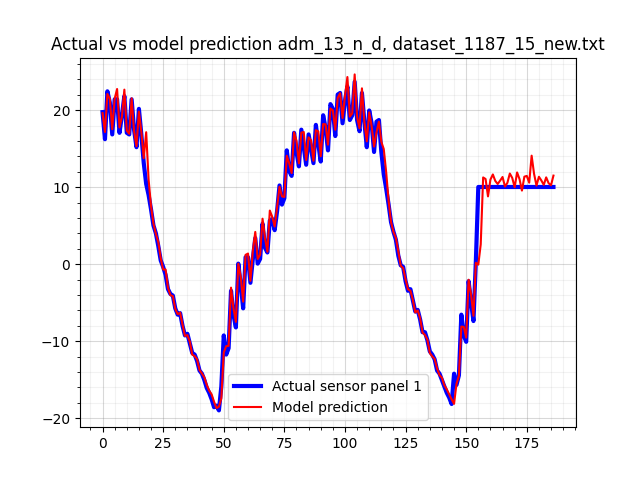 Actual vs model prediction adm_13_n_d, dataset_1187_15_new.txt
20
10
0
−10
−20
Actual sensor panel 1
Model prediction
0 25 50 75 100 125 150 175